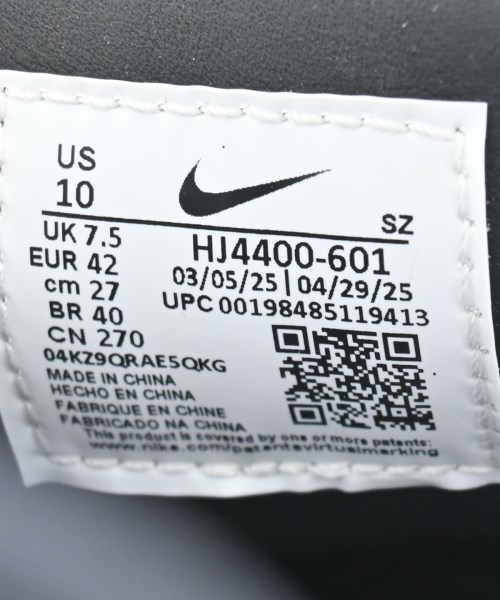 US
10
SZ
UK 7.5
EUR 42
cm 27
BR 40
CN 270
HJ4400-601
03/05/25 | 04/29/25
UPC 00198485119413
04KZ9QRAE5QKG
MADE IN CHINA
HECHO EN CHINA
FABRIQUE EN CHINE
FABRICADO NA CHINA
This product is covered by one or more patents:
www.nike.com/patentsvirtualmarking